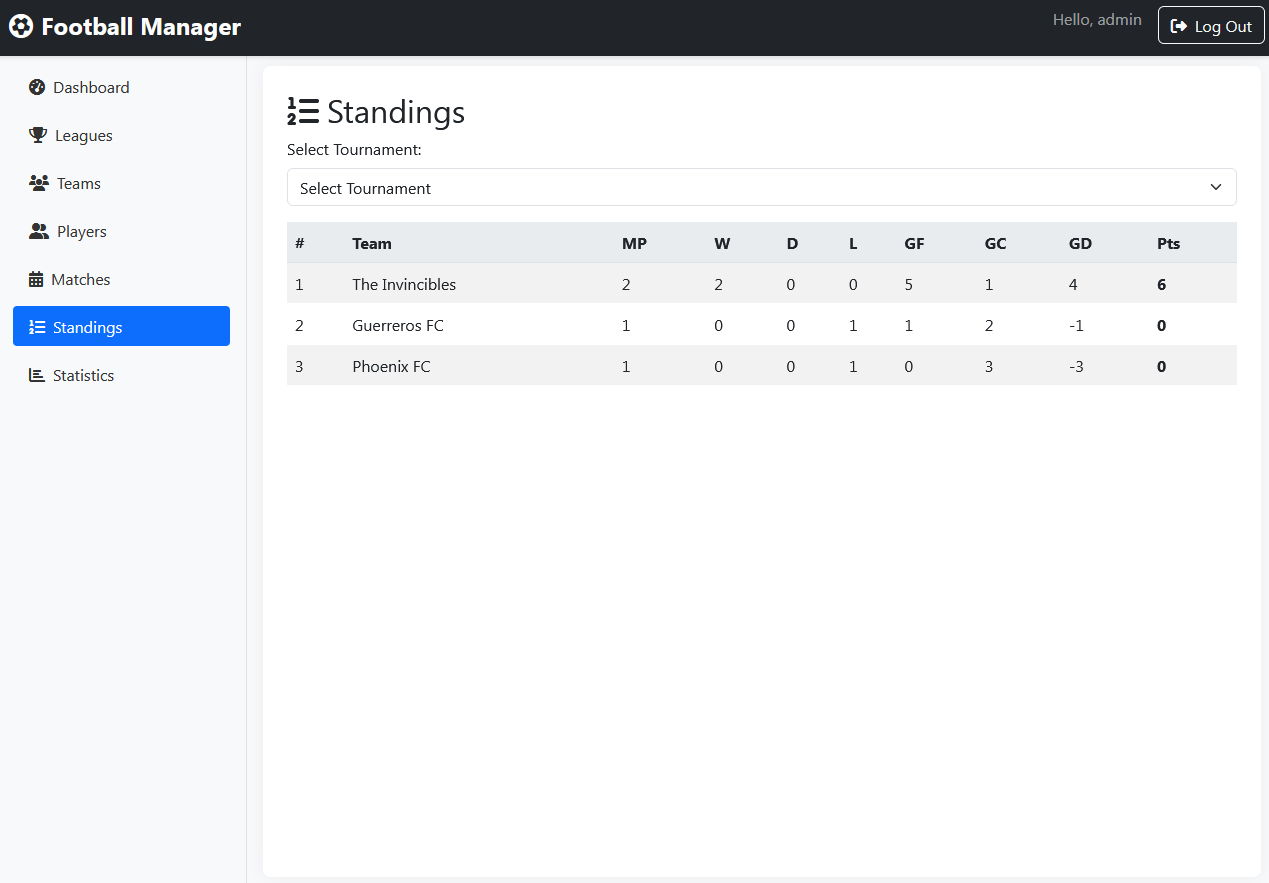 Football Manager
Hello, admin
Log Out
Dashboard
Leagues
Teams
Players
Matches
Standings
Statistics
Standings
Select Tournament:
Select Tournament
# Team MP W D L GF GC GD Pts
1 The Invincibles 2 2 0 0 5 1 4 6
2 Guerreros FC 1 0 0 1 1 2 -1 0
3 Phoenix FC 1 0 0 1 0 3 -3 0